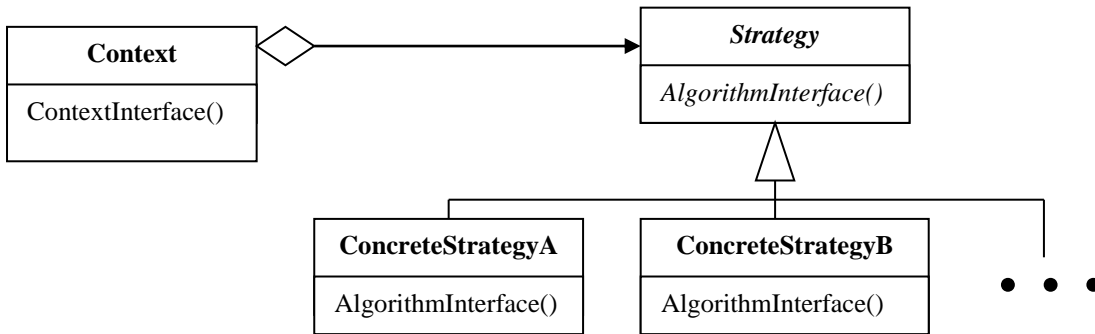 Context
ContextInterface()
Strategy
AlgorithmInterface()
ConcreteStrategyA
AlgorithmInterface()
ConcreteStrategyB
AlgorithmInterface()